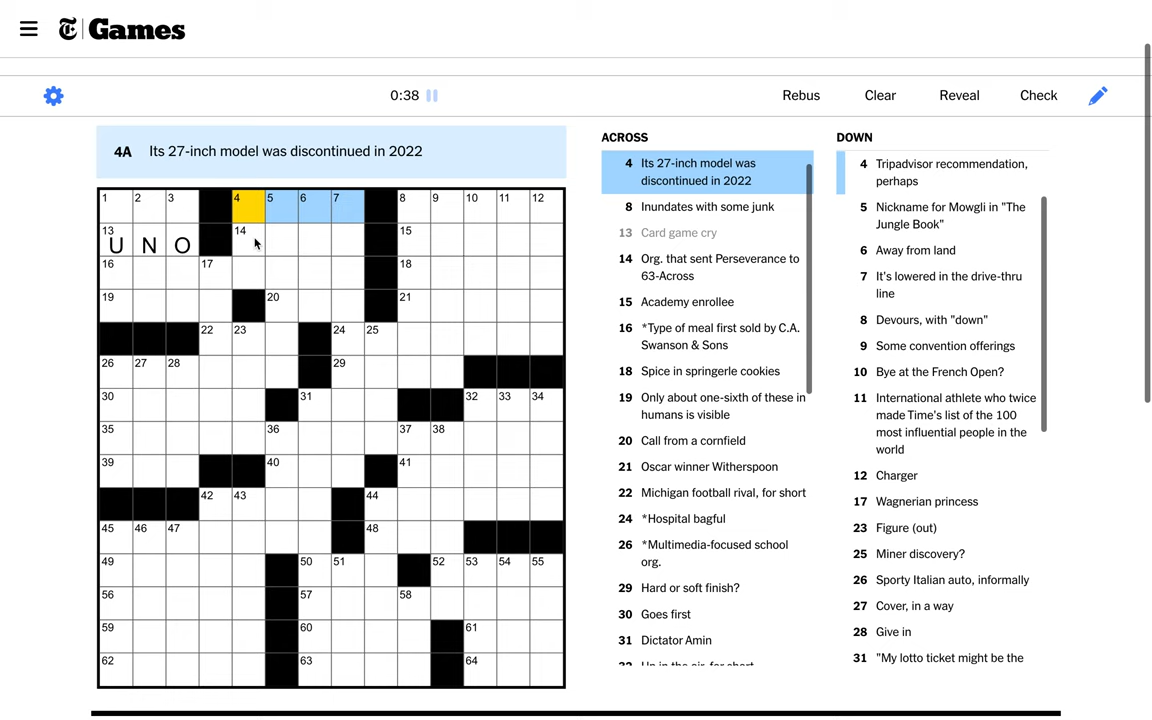 Games
0:38
Rebus Clear Reveal Check
4A Its 27-inch model was discontinued in 2022
1 2 3 4 5 6 7 8 9 10 11 12
13 14 15
U N O
16 17 18
19 20 21
22 23 24 25
26 27 28 29
30 31 32 33 34
35 36 37 38
39 40 41
42 43 44
45 46 47 48
49 50 51 52 53 54 55
56 57 58
59 60 61
62 63 64
ACROSS
4 Its 27-inch model was
discontinued in 2022
8 Inundates with some junk
13 Card game cry
14 Org. that sent Perseverance to
63-Across
15 Academy enrollee
16 *Type of meal first sold by C.A.
Swanson & Sons
18 Spice in springerle cookies
19 Only about one-sixth of these in
humans is visible
20 Call from a cornfield
21 Oscar winner Witherspoon
22 Michigan football rival, for short
24 *Hospital bagful
26 *Multimedia-focused school
org.
29 Hard or soft finish?
30 Goes first
31 Dictator Amin
32 Up in the air, for short
DOWN
4 Tripadvisor recommendation,
perhaps
5 Nickname for Mowgli in "The
Jungle Book"
6 Away from land
7 It's lowered in the drive-thru
line
8 Devours, with "down"
9 Some convention offerings
10 Bye at the French Open?
11 International athlete who twice
made Time's list of the 100
most influential people in the
world
12 Charger
17 Wagnerian princess
23 Figure (out)
25 Miner discovery?
26 Sporty Italian auto, informally
27 Cover, in a way
28 Give in
31 "My lotto ticket might be the